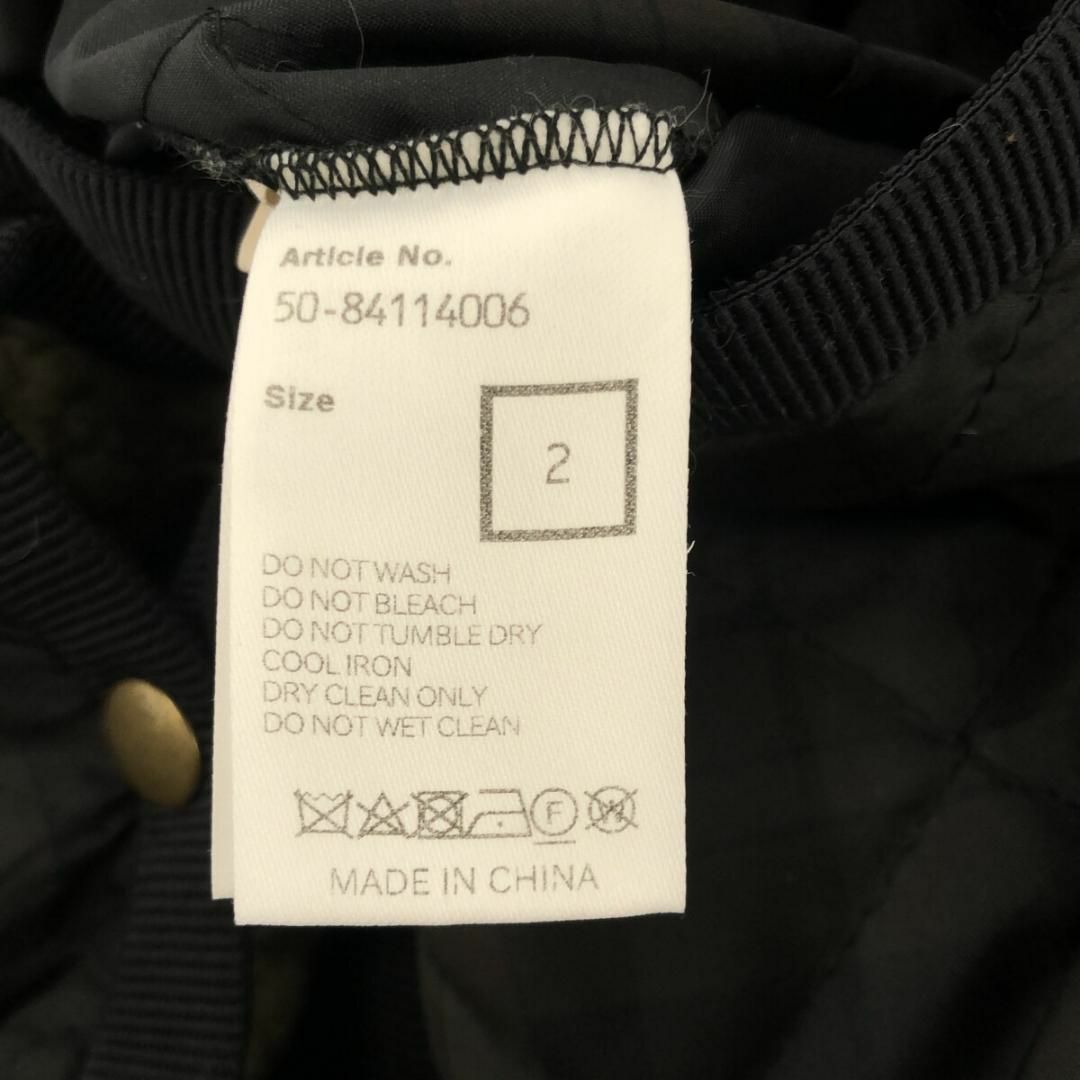 Article No.
50-84114006
Size
2
DO NOT WASH
DO NOT BLEACH
DO NOT TUMBLE DRY
COOL IRON
DRY CLEAN ONLY
DO NOT WET CLEAN
F W
MADE IN CHINA